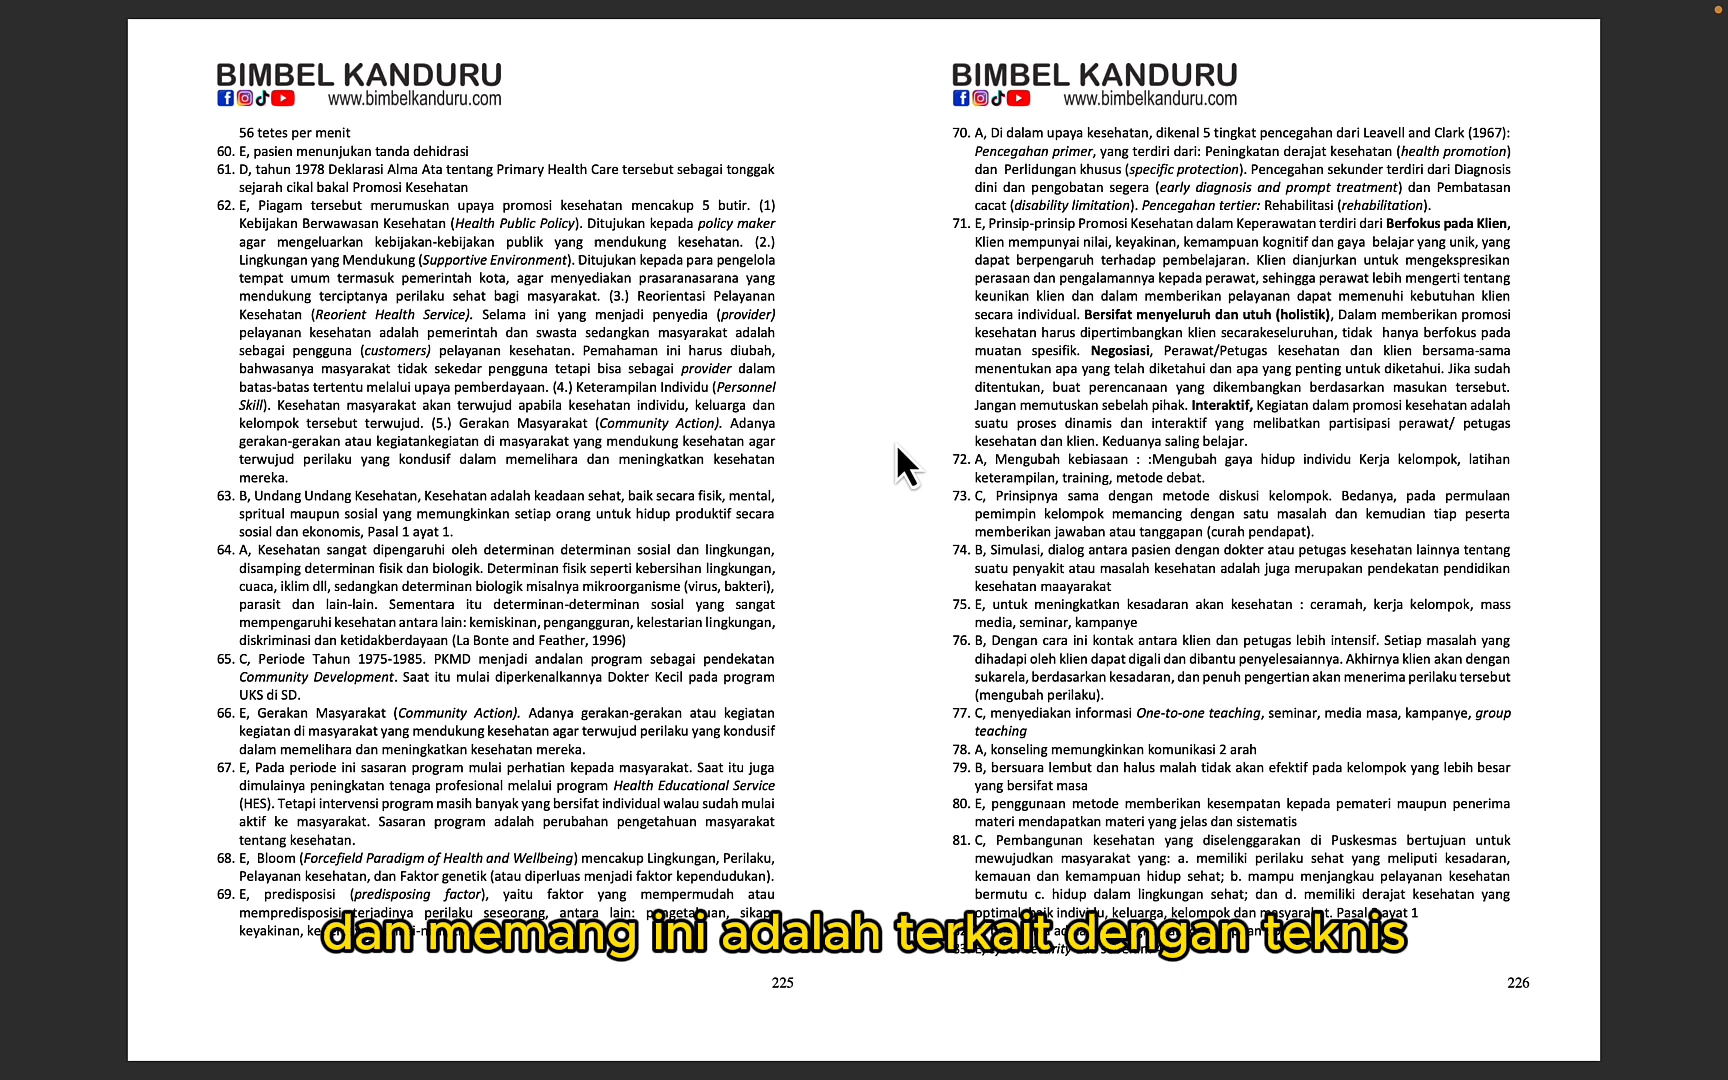 BIMBEL KANDURU
www.bimbelkanduru.com
56 tetes per menit
60. E, pasien menunjukan tanda dehidrasi
61. D, tahun 1978 Deklarasi Alma Ata tentang Primary Health Care tersebut sebagai tonggak
sejarah cikal bakal Promosi Kesehatan
62. E, Piagam tersebut merumuskan upaya promosi kesehatan mencakup 5 butir. (1)
Kebijakan Berwawasan Kesehatan (Health Public Policy). Ditujukan kepada policy maker
agar mengeluarkan kebijakan-kebijakan publik yang mendukung kesehatan. (2.)
Lingkungan yang Mendukung (Supportive Environment). Ditujukan kepada para pengelola
tempat umum termasuk pemerintah kota, agar menyediakan prasaranasarana yang
mendukung terciptanya perilaku sehat bagi masyarakat. (3.) Reorientasi Pelayanan
Kesehatan (Reorient Health Service). Selama ini yang menjadi penyedia (provider)
pelayanan kesehatan adalah pemerintah dan swasta sedangkan masyarakat adalah
sebagai pengguna (customers) pelayanan kesehatan. Pemahaman ini harus diubah,
bahwasanya masyarakat tidak sekedar pengguna tetapi bisa sebagai provider dalam
batas-batas tertentu melalui upaya pemberdayaan. (4.) Keterampilan Individu (Personnel
Skill). Kesehatan masyarakat akan terwujud apabila kesehatan individu, keluarga dan
kelompok tersebut terwujud. (5.) Gerakan Masyarakat (Community Action). Adanya
gerakan-gerakan atau kegiatankegiatan di masyarakat yang mendukung kesehatan agar
terwujud perilaku yang kondusif dalam memelihara dan meningkatkan kesehatan
mereka.
63. B, Undang Undang Kesehatan, Kesehatan adalah keadaan sehat, baik secara fisik, mental,
spritual maupun sosial yang memungkinkan setiap orang untuk hidup produktif secara
sosial dan ekonomis, Pasal 1 ayat 1.
64. A, Kesehatan sangat dipengaruhi oleh determinan determinan sosial dan lingkungan,
disamping determinan fisik dan biologik. Determinan fisik seperti kebersihan lingkungan,
cuaca, iklim dll, sedangkan determinan biologik misalnya mikroorganisme (virus, bakteri),
parasit dan lain-lain. Sementara itu determinan-determinan sosial yang sangat
mempengaruhi kesehatan antara lain: kemiskinan, pengangguran, kelestarian lingkungan,
diskriminasi dan ketidakberdayaan (La Bonte and Feather, 1996)
65. C, Periode Tahun 1975-1985. PKMD menjadi andalan program sebagai pendekatan
Community Development. Saat itu mulai diperkenalkannya Dokter Kecil pada program
UKS di SD.
66. E, Gerakan Masyarakat (Community Action). Adanya gerakan-gerakan atau kegiatan
kegiatan di masyarakat yang mendukung kesehatan agar terwujud perilaku yang kondusif
dalam memelihara dan meningkatkan kesehatan mereka.
67. E, Pada periode ini sasaran program mulai perhatian kepada masyarakat. Saat itu juga
dimulainya peningkatan tenaga profesional melalui program Health Educational Service
(HES). Tetapi intervensi program masih banyak yang bersifat individual walau sudah mulai
aktif ke masyarakat. Sasaran program adalah perubahan pengetahuan masyarakat
tentang kesehatan.
68. E, Bloom (Forcefield Paradigm of Health and Wellbeing) mencakup Lingkungan, Perilaku,
Pelayanan kesehatan, dan Faktor genetik (atau diperluas menjadi faktor kependudukan).
69. E, predisposisi (predisposing factor), yaitu faktor yang mempermudah atau
mempredisposisi terjadinya perilaku seseorang, antara lain: pengetahuan, sikap,
keyakinan,
225
BIMBEL KANDURU
www.bimbelkanduru.com
70. A, Di dalam upaya kesehatan, dikenal 5 tingkat pencegahan dari Leavell and Clark (1967):
Pencegahan primer, yang terdiri dari: Peningkatan derajat kesehatan (health promotion)
dan Perlidungan khusus (specific protection). Pencegahan sekunder terdiri dari Diagnosis
dini dan pengobatan segera (early diagnosis and prompt treatment) dan Pembatasan
cacat (disability limitation). Pencegahan tertier: Rehabilitasi (rehabilitation).
71. E, Prinsip-prinsip Promosi Kesehatan dalam Keperawatan terdiri dari Berfokus pada Klien,
Klien mempunyai nilai, keyakinan, kemampuan kognitif dan gaya belajar yang unik, yang
dapat berpengaruh terhadap pembelajaran. Klien dianjurkan untuk mengekspresikan
perasaan dan pengalamannya kepada perawat, sehingga perawat lebih mengerti tentang
keunikan klien dan dalam memberikan pelayanan dapat memenuhi kebutuhan klien
secara individual. Bersifat menyeluruh dan utuh (holistik), Dalam memberikan promosi
kesehatan harus dipertimbangkan klien secarakeseluruhan, tidak hanya berfokus pada
muatan spesifik. Negosiasi, Perawat/Petugas kesehatan dan klien bersama-sama
menentukan apa yang telah diketahui dan apa yang penting untuk diketahui. Jika sudah
ditentukan, buat perencanaan yang dikembangkan berdasarkan masukan tersebut.
Jangan memutuskan sebelah pihak. Interaktif, Kegiatan dalam promosi kesehatan adalah
suatu proses dinamis dan interaktif yang melibatkan partisipasi perawat/ petugas
kesehatan dan klien. Keduanya saling belajar.
72. A, Mengubah kebiasaan : :Mengubah gaya hidup individu Kerja kelompok, latihan
keterampilan, training, metode debat.
73. C, Prinsipnya sama dengan metode diskusi kelompok. Bedanya, pada permulaan
pemimpin kelompok memancing dengan satu masalah dan kemudian tiap peserta
memberikan jawaban atau tanggapan (curah pendapat).
74. B, Simulasi, dialog antara pasien dengan dokter atau petugas kesehatan lainnya tentang
suatu penyakit atau masalah kesehatan adalah juga merupakan pendekatan pendidikan
kesehatan maayarakat
75. E, untuk meningkatkan kesadaran akan kesehatan : ceramah, kerja kelompok, mass
media, seminar, kampanye
76. B, Dengan cara ini kontak antara klien dan petugas lebih intensif. Setiap masalah yang
dihadapi oleh klien dapat digali dan dibantu penyelesaiannya. Akhirnya klien akan dengan
sukarela, berdasarkan kesadaran, dan penuh pengertian akan menerima perilaku tersebut
(mengubah perilaku).
77. C, menyediakan informasi One-to-one teaching, seminar, media masa, kampanye, group
teaching
78. A, konseling memungkinkan komunikasi 2 arah
79. B, bersuara lembut dan halus malah tidak akan efektif pada kelompok yang lebih besar
yang bersifat masa
80. E, penggunaan metode memberikan kesempatan kepada pemateri maupun penerima
materi mendapatkan materi yang jelas dan sistematis
81. C, Pembangunan kesehatan yang diselenggarakan di Puskesmas bertujuan untuk
mewujudkan masyarakat yang: a. memiliki perilaku sehat yang meliputi kesadaran,
kemauan dan kemampuan hidup sehat; b. mampu menjangkau pelayanan kesehatan
bermutu c. hidup dalam lingkungan sehat; dan d. memiliki derajat kesehatan yang
optimal, baik individu, keluarga, kelompok dan masyarakat. Pasal 2 ayat 1
226
dan memang ini adalah terkait dengan teknis